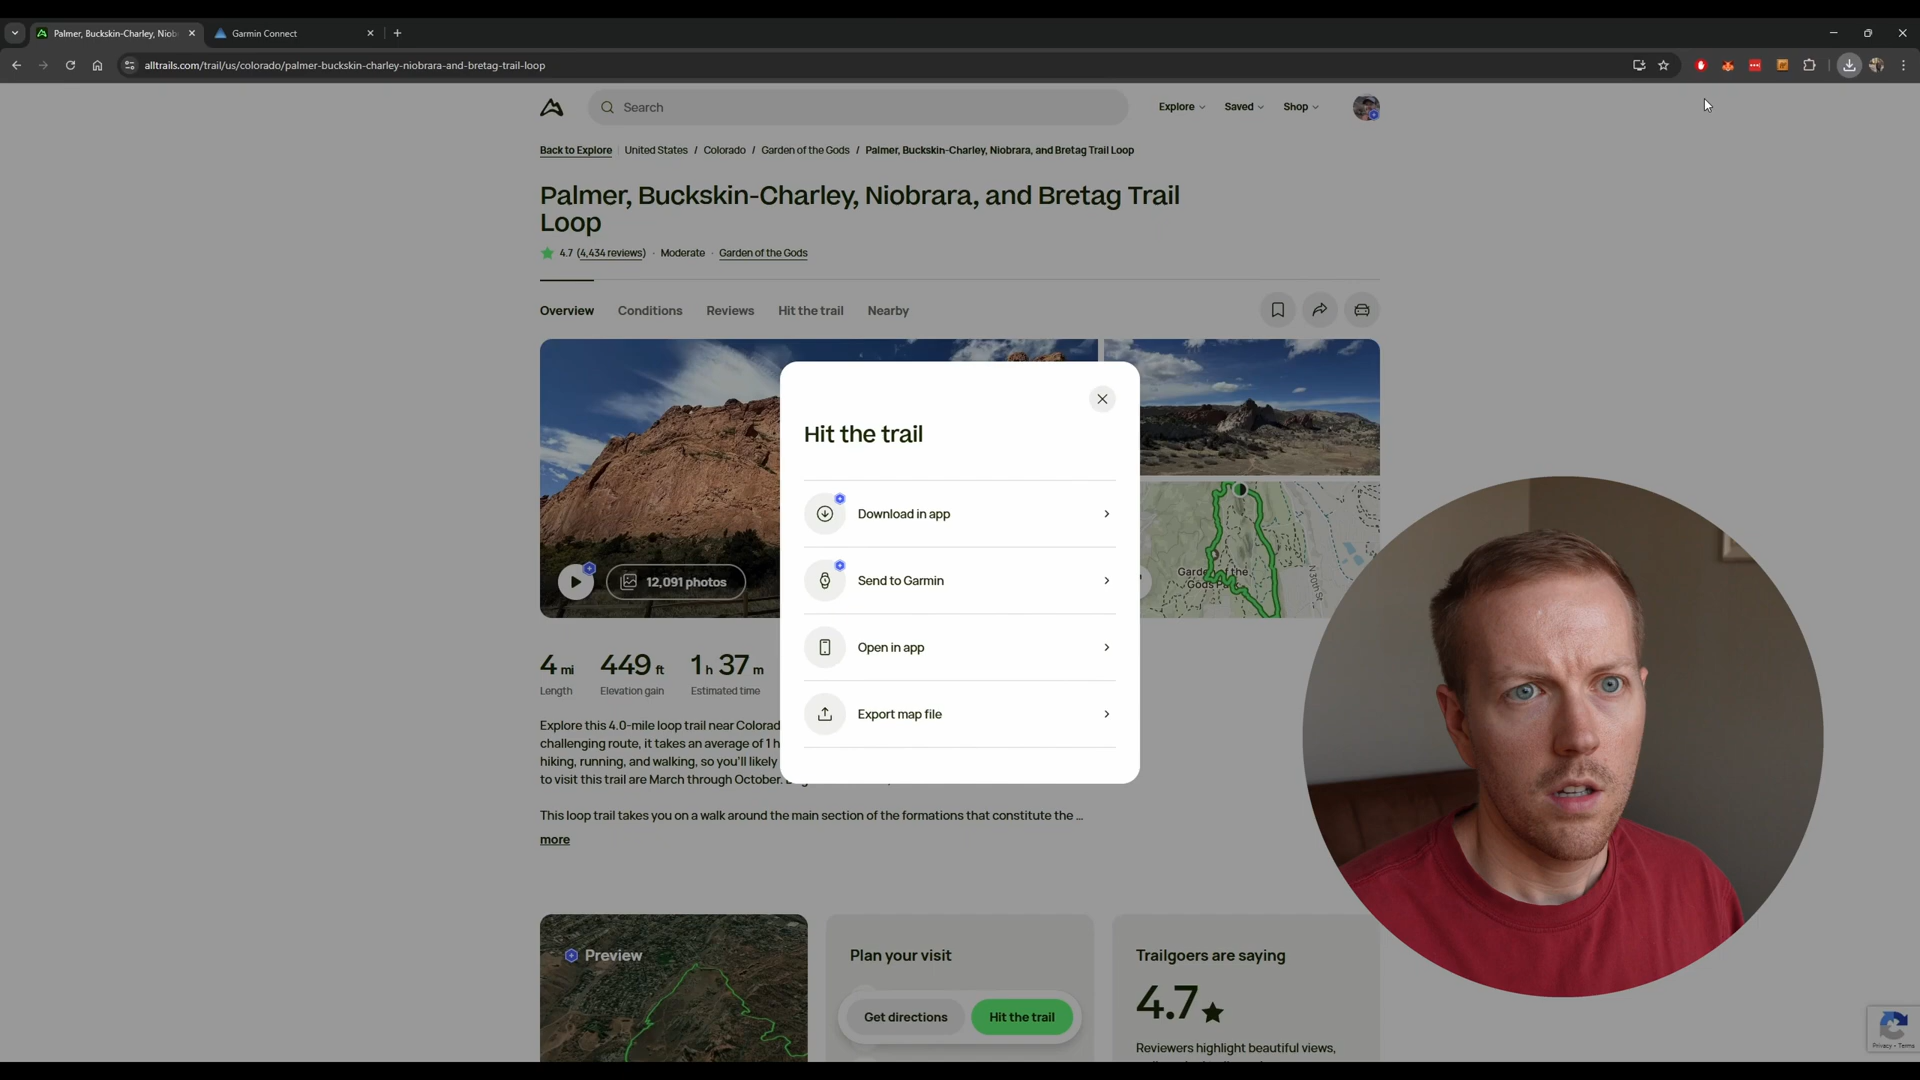 Palmer, Buckskin-Charley, Niob
Garmin Connect
alltrails.com/trail/us/colorado/palmer-buckskin-charley-niobrara-and-bretag-trail-loop
Search
Explore
Saved
Shop
Back to Explore
United States / Colorado / Garden of the Gods / Palmer, Buckskin-Charley, Niobrara, and Bretag Trail Loop
Palmer, Buckskin-Charley, Niobrara, and Bretag Trail
Loop
4.7 (4,434 reviews) · Moderate · Garden of the Gods
Overview
Conditions
Reviews
Hit the trail
Nearby
12,091 photos
Hit the trail
Download in app
Send to Garmin
Open in app
Export map file
N 30th St
4 mi
Length
449 ft
Elevation gain
1 h 37 m
Estimated time
Explore this 4.0-mile loop trail near Colorad
challenging route, it takes an average of 1 h
hiking, running, and walking, so you'll likely
to visit this trail are March through October.
This loop trail takes you on a walk around the main section of the formations that constitute the ...
more
Preview
Plan your visit
Get directions
Hit the trail
Trailgoers are saying
4.7
Reviewers highlight beautiful views,
Privacy - Terms